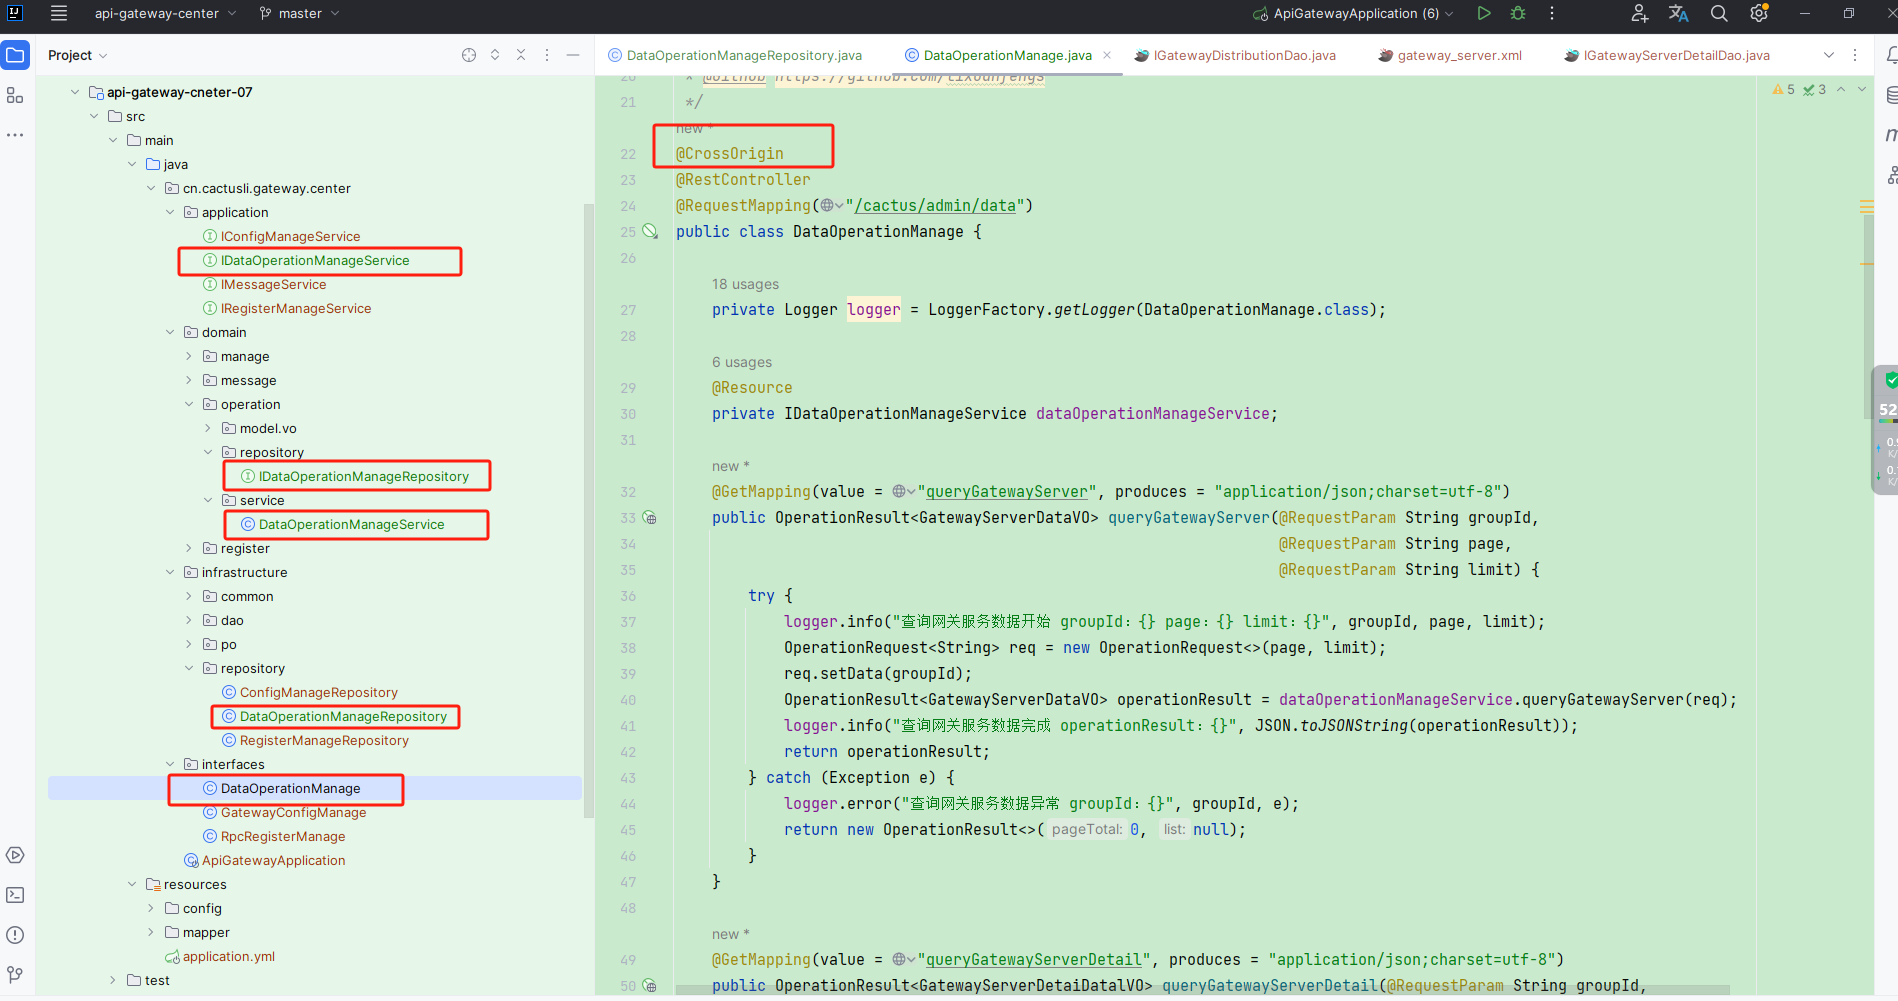 api-gateway-center
master
ApiGatewayApplication (6)
Project
DataOperationManageRepository.java
DataOperationManage.java
IGatewayDistributionDao.java
gateway_server.xml
IGatewayServerDetailDao.java
api-gateway-cneter-07
src
main
java
cn.cactusli.gateway.center
application
IConfigManageService
IDataOperationManageService
IMessageService
IRegisterManageService
domain
manage
message
operation
model.vo
repository
IDataOperationManageRepository
service
DataOperationManageService
register
infrastructure
common
dao
po
repository
ConfigManageRepository
DataOperationManageRepository
RegisterManageRepository
interfaces
DataOperationManage
GatewayConfigManage
RpcRegisterManage
ApiGatewayApplication
resources
config
mapper
application.yml
test
5 3
20 * @Github https://github.com/lixuanfengs
21 */
new *
22 @CrossOrigin
23 @RestController
24 @RequestMapping("/cactus/admin/data")
25 public class DataOperationManage {
26
18 usages
27 private Logger logger = LoggerFactory.getLogger(DataOperationManage.class);
28
6 usages
29 @Resource
30 private IDataOperationManageService dataOperationManageService;
31
new *
32 @GetMapping(value = "queryGatewayServer", produces = "application/json;charset=utf-8")
33 public OperationResult<GatewayServerDataVO> queryGatewayServer(@RequestParam String groupId,
34 @RequestParam String page,
35 @RequestParam String limit) {
36 try {
37 logger.info("查询网关服务数据开始 groupId：{} page：{} limit：{}", groupId, page, limit);
38 OperationRequest<String> req = new OperationRequest<>(page, limit);
39 req.setData(groupId);
40 OperationResult<GatewayServerDataVO> operationResult = dataOperationManageService.queryGatewayServer(req);
41 logger.info("查询网关服务数据完成 operationResult：{}", JSON.toJSONString(operationResult));
42 return operationResult;
43 } catch (Exception e) {
44 logger.error("查询网关服务数据异常 groupId：{}", groupId, e);
45 return new OperationResult<>( pageTotal: 0, list: null);
46 }
47 }
48
new *
49 @GetMapping(value = "queryGatewayServerDetail", produces = "application/json;charset=utf-8")
50 public OperationResult<GatewayServerDetaiDatalVO> queryGatewayServerDetail(@RequestParam String groupId,
52